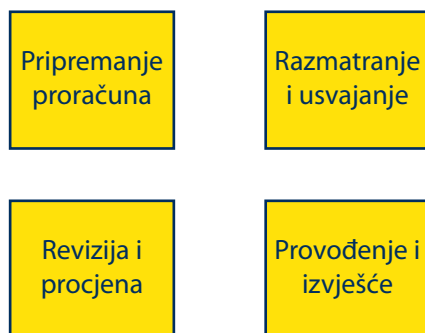 Pripremanje
proračuna
Razmatranje
i usvajanje
Revizija i
procjena
Provođenje i
izvješće